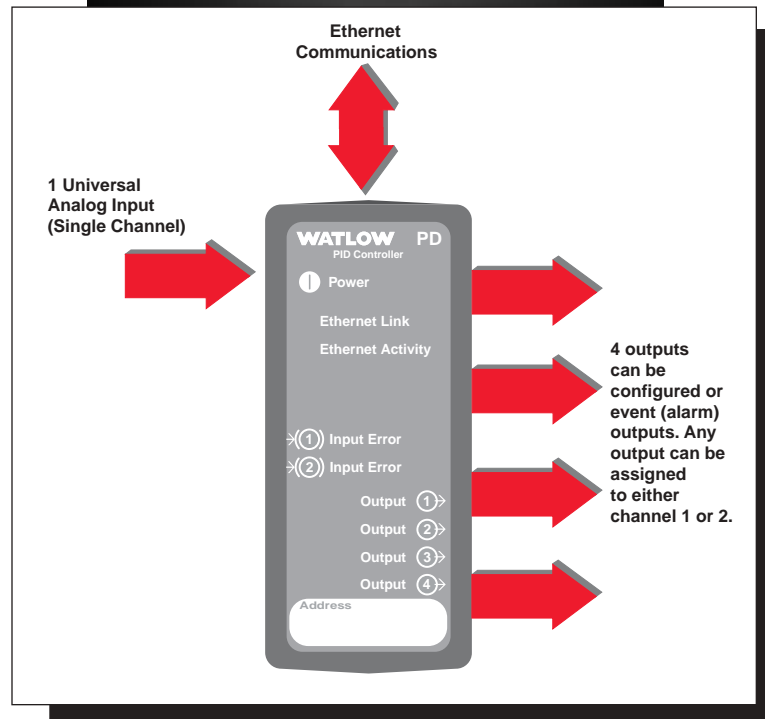 Ethernet
Communications
1 Universal
Analog Input
(Single Channel)
WATLOW PD
PID Controller
Power
Ethernet Link
Ethernet Activity
1 Input Error
2 Input Error
Output 1
Output 2
Output 3
Output 4
Address
4 outputs
can be
configured or
event (alarm)
outputs. Any
output can be
assigned
to either
channel 1 or 2.